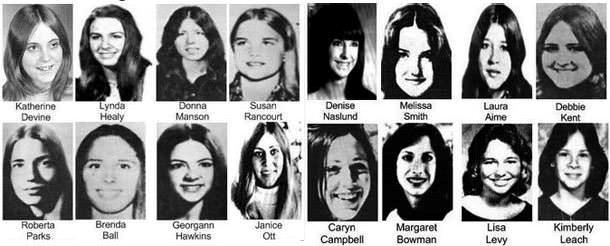 Katherine
Devine
Lynda
Healy
Donna
Manson
Susan
Rancourt
Denise
Naslund
Melissa
Smith
Laura
Aime
Debbie
Kent
Roberta
Parks
Brenda
Ball
Georgann
Hawkins
Janice
Ott
Caryn
Campbell
Margaret
Bowman
Lisa
Levy
Kimberly
Leach